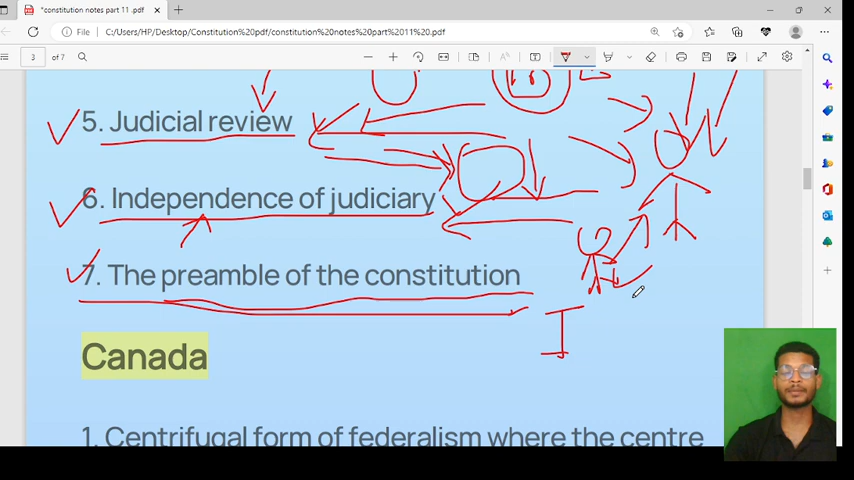 *constitution notes part 11 .pdf
File | C:/Users/HP/Desktop/Constitution%20pdf/constitution%20notes%20part%2011%20.pdf
3 of 7
5. Judicial review
6. Independence of judiciary
7. The preamble of the constitution
I
Canada
1. Centrifugal form of federalism where the centre